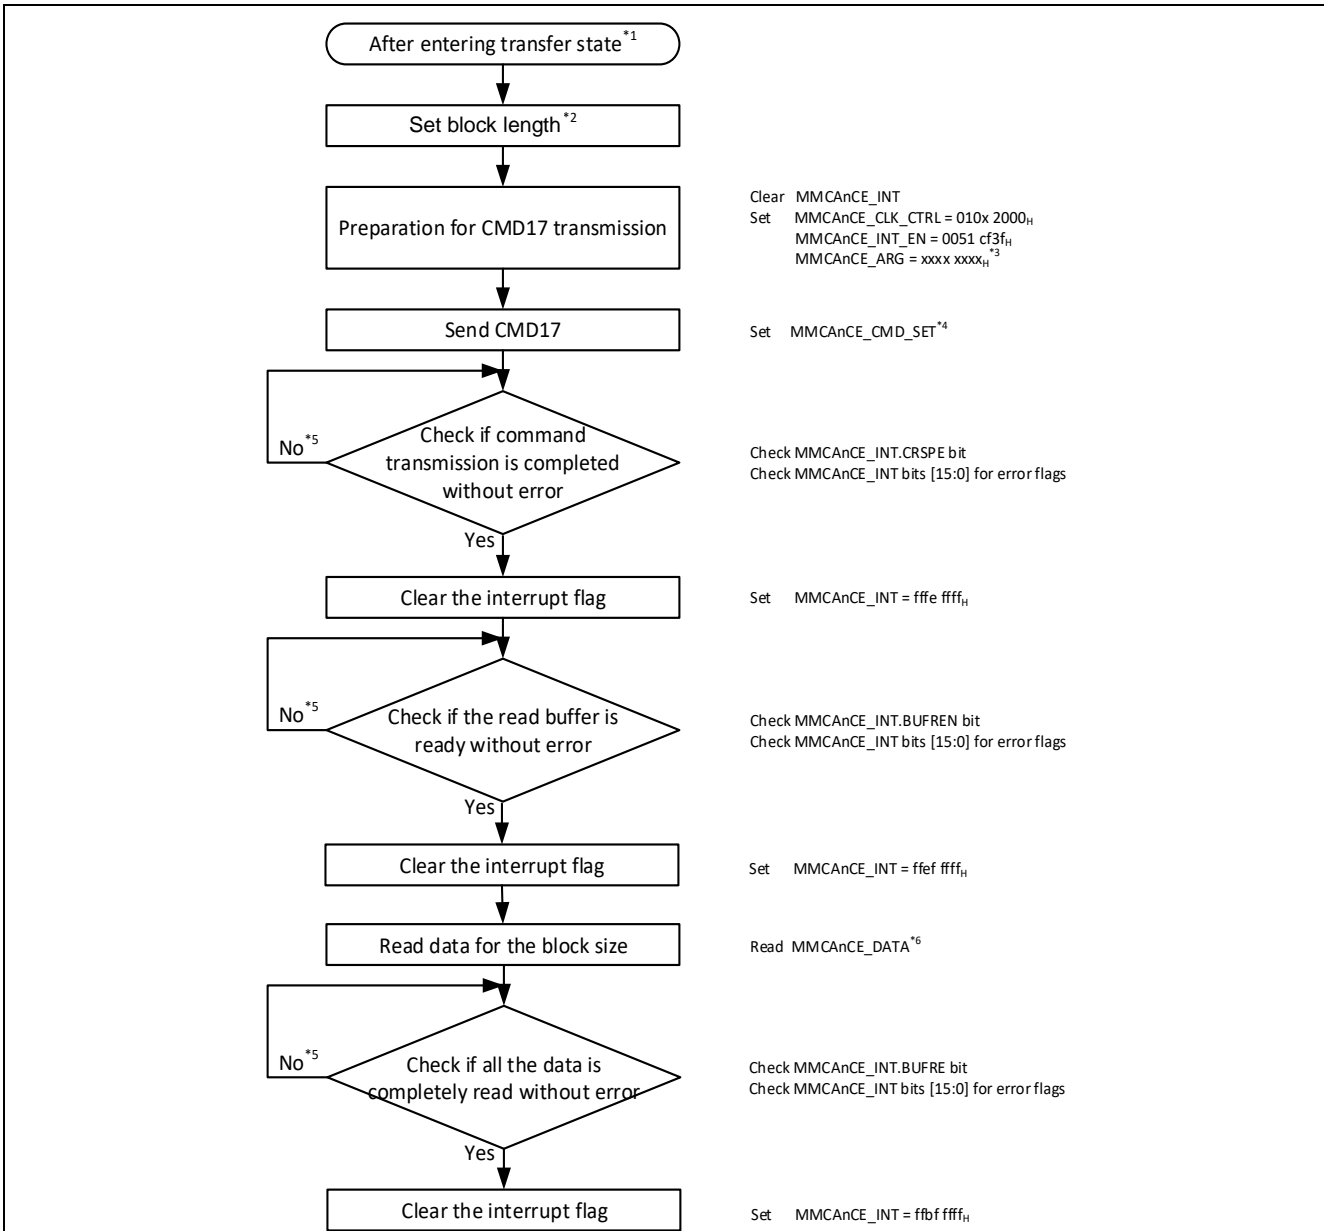 After entering transfer state*1
Set block length*2
Preparation for CMD17 transmission
Clear MMCAnCE_INT
Set MMCAnCE_CLK_CTRL = 010x 2000H
MMCAnCE_INT_EN = 0051 cf3fH
MMCAnCE_ARG = xxxx xxxxH*3
Send CMD17
Set MMCAnCE_CMD_SET*4
No*5
Check if command
transmission is completed
without error
Check MMCAnCE_INT.CRSPE bit
Check MMCAnCE_INT bits [15:0] for error flags
Yes
Clear the interrupt flag
Set MMCAnCE_INT = fffe ffffH
No*5
Check if the read buffer is
ready without error
Check MMCAnCE_INT.BUFREN bit
Check MMCAnCE_INT bits [15:0] for error flags
Yes
Clear the interrupt flag
Set MMCAnCE_INT = ffef ffffH
Read data for the block size
Read MMCAnCE_DATA*6
No*5
Check if all the data is
completely read without error
Check MMCAnCE_INT.BUFRE bit
Check MMCAnCE_INT bits [15:0] for error flags
Yes
Clear the interrupt flag
Set MMCAnCE_INT = ffbf ffffH